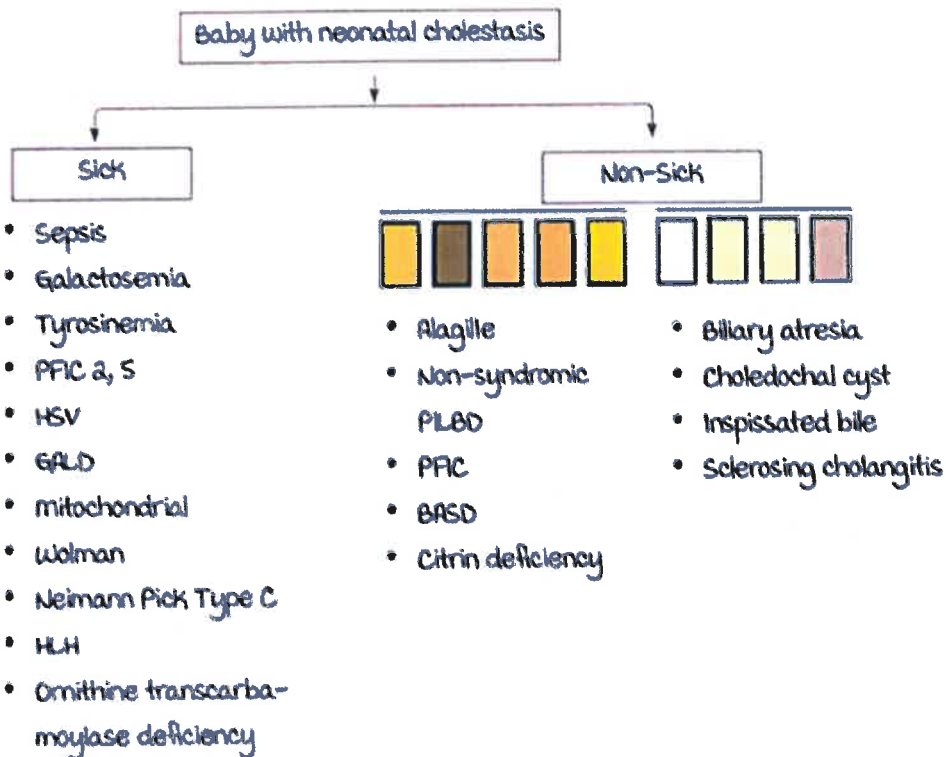 Baby with neonatal cholestasis
Sick
Non-Sick
• Sepsis
• Galactosemia
• Tyrosinemia
• PFIC 2, 5
• HSV
• GALD
• mitochondrial
• Wolman
• Neimann Pick Type C
• HLH
• Ornithine transcarba-
moylase deficiency
• Alagille
• Non-syndromic
PILBD
• PFIC
• BASD
• Citrin deficiency
• Biliary atresia
• Choledochal cyst
• Inspissated bile
• Sclerosing cholangitis